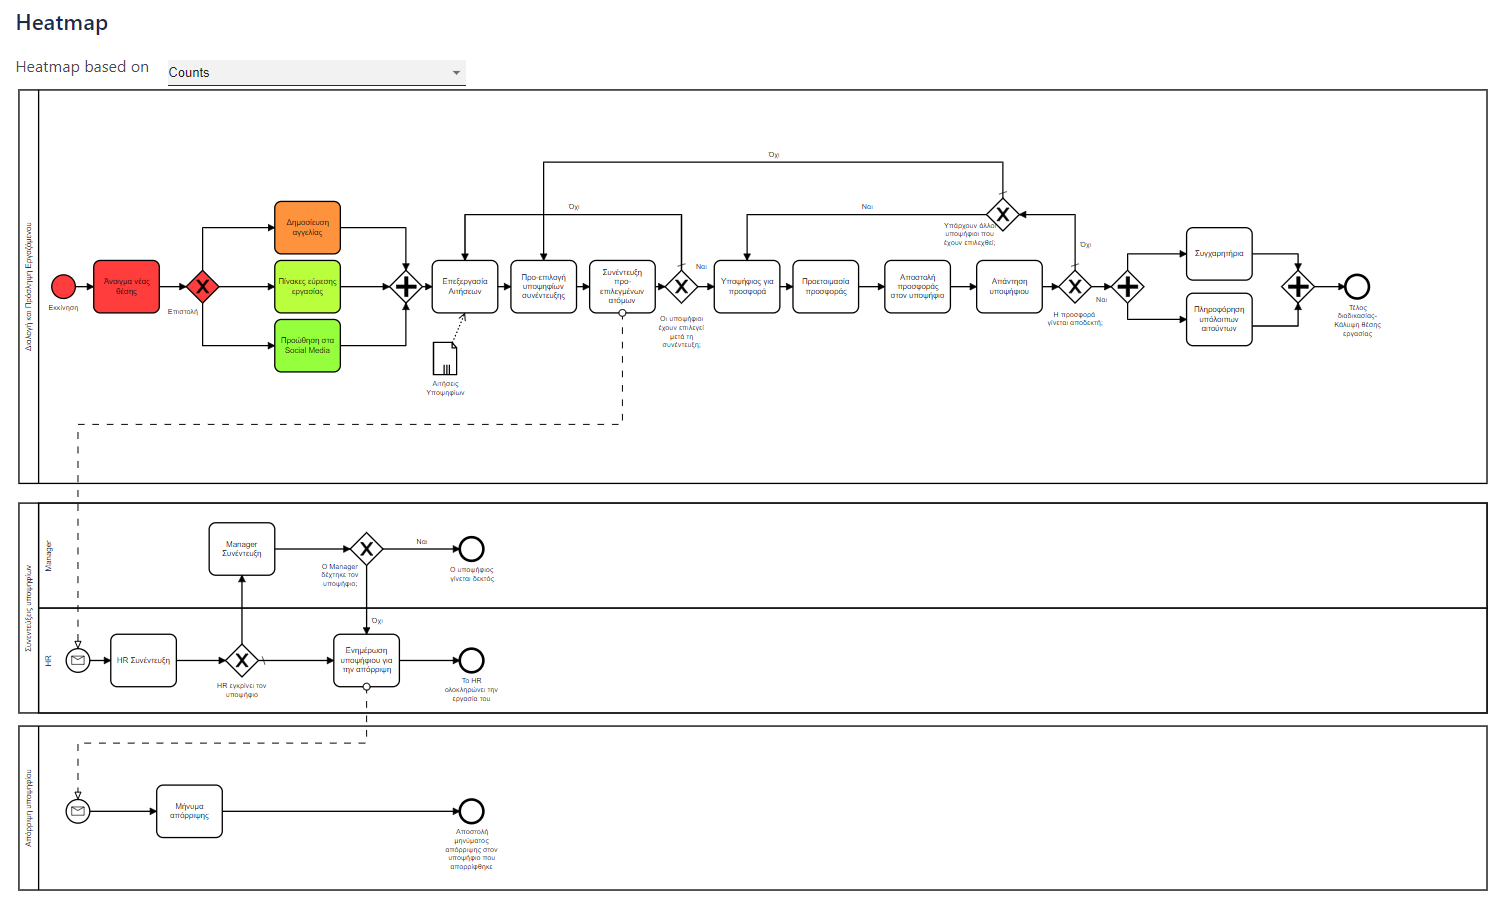 Heatmap
Heatmap based on
Counts
Διαλογή και Πρόσληψη Εργαζόμενου
Όχι
Όχι
Ναι
Υπάρχουν άλλοι
υποψήφιοι που
έχουν επιλεχθεί;
Όχι
Δημοσίευση
αγγελίας
Συγχαρητήρια
Εκκίνηση
Άνοιγμα νέας
θέσης
Επιστολή
Πίνακες εύρεσης
εργασίας
Προώθηση στα
Social Media
Επεξεργασία
Αιτήσεων
Προ-επιλογή
υποψηφίων
συνέντευξης
Συνέντευξη
προ-
επιλεγμένων
ατόμων
Ναι
Οι υποψήφιοι
έχουν επιλεγεί
μετά τη
συνέντευξη;
Υποψήφιος για
προσφορά
Προετοιμασία
προσφοράς
Αποστολή
προσφοράς
στον υποψήφιο
Απάντηση
υποψήφιου
Ναι
Η προσφορά
γίνεται αποδεκτή;
Πληροφόρηση
υπόλοιπων
αιτούντων
Τέλος
διαδικασίας-
Κάλυψη θέσης
εργασίας
Αιτήσεις
Υποψηφίων
Συνεντεύξεις υποψηφίων
Manager
Manager
Συνέντευξη
Ναι
Ο Manager
δέχτηκε τον
υποψήφιο;
Ο υποψήφιος
γίνεται δεκτός
Όχι
HR
HR Συνέντευξη
HR εγκρίνει τον
υποψήφιο
Ενημέρωση
υποψήφιου για
την απόρριψη
Το HR
ολοκληρώνει την
εργασία του
Απόρριψη υποψηφίου
Μήνυμα
απόρριψης
Αποστολή
μηνύματος
απόρριψης στον
υποψήφιο που
απορρίφθηκε